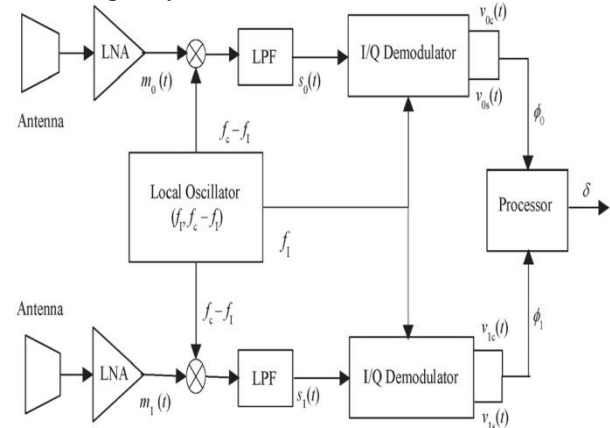 LNA
LPF
I/Q Demodulator
v0c(t)
v0s(t)
m0(t)
s0(t)
Antenna
ϕ0
fc−fI
Local Oscillator
(fI, fc−fI)
fI
Processor
δ
fc−fI
Antenna
ϕ1
LNA
LPF
I/Q Demodulator
v1c(t)
v1s(t)
m1(t)
s1(t)